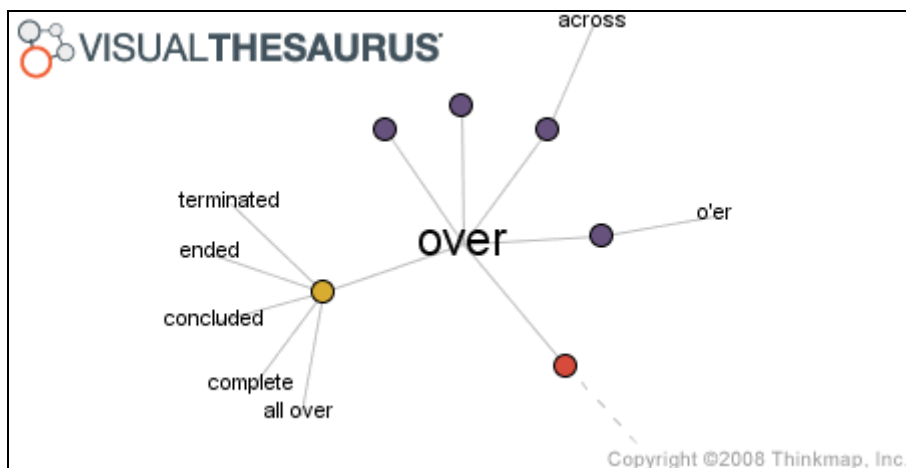 across
VISUALTHESAURUS
terminated
o'er
ended
over
concluded
complete
all over
Copyright ©2008 Thinkmap, Inc.